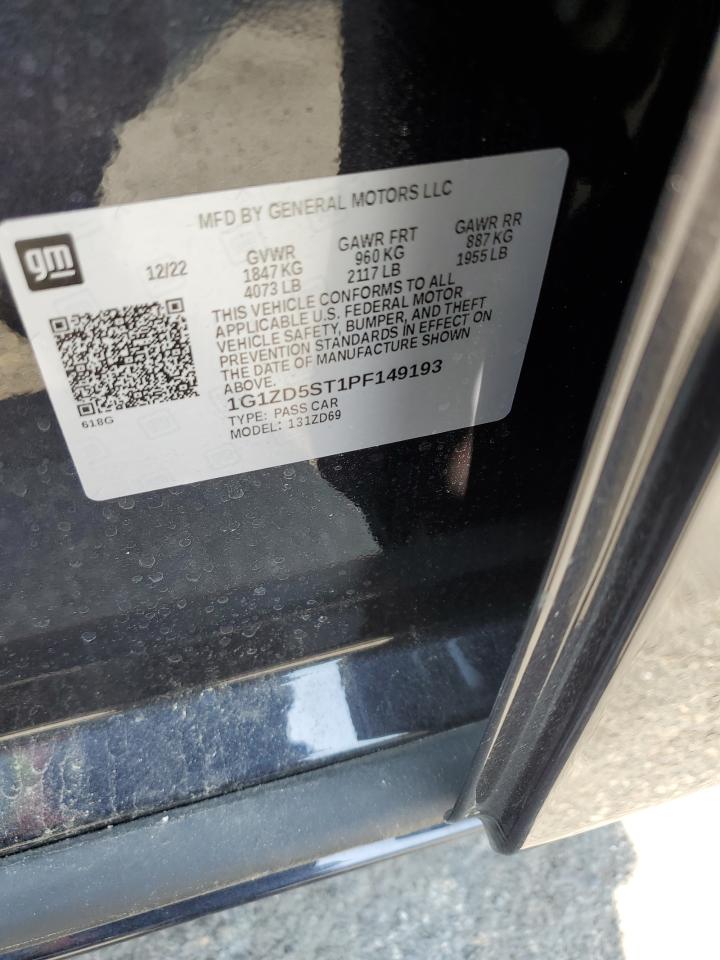 MFD BY GENERAL MOTORS LLC
gm
12/22
GVWR
1847 KG
4073 LB
GAWR FRT
960 KG
2117 LB
GAWR RR
887 KG
1955 LB
THIS VEHICLE CONFORMS TO ALL
APPLICABLE U.S. FEDERAL MOTOR
VEHICLE SAFETY, BUMPER, AND THEFT
PREVENTION STANDARDS IN EFFECT ON
THE DATE OF MANUFACTURE SHOWN
ABOVE.
1G1ZD5ST1PF149193
TYPE: PASS CAR
MODEL: 131ZD69
618G